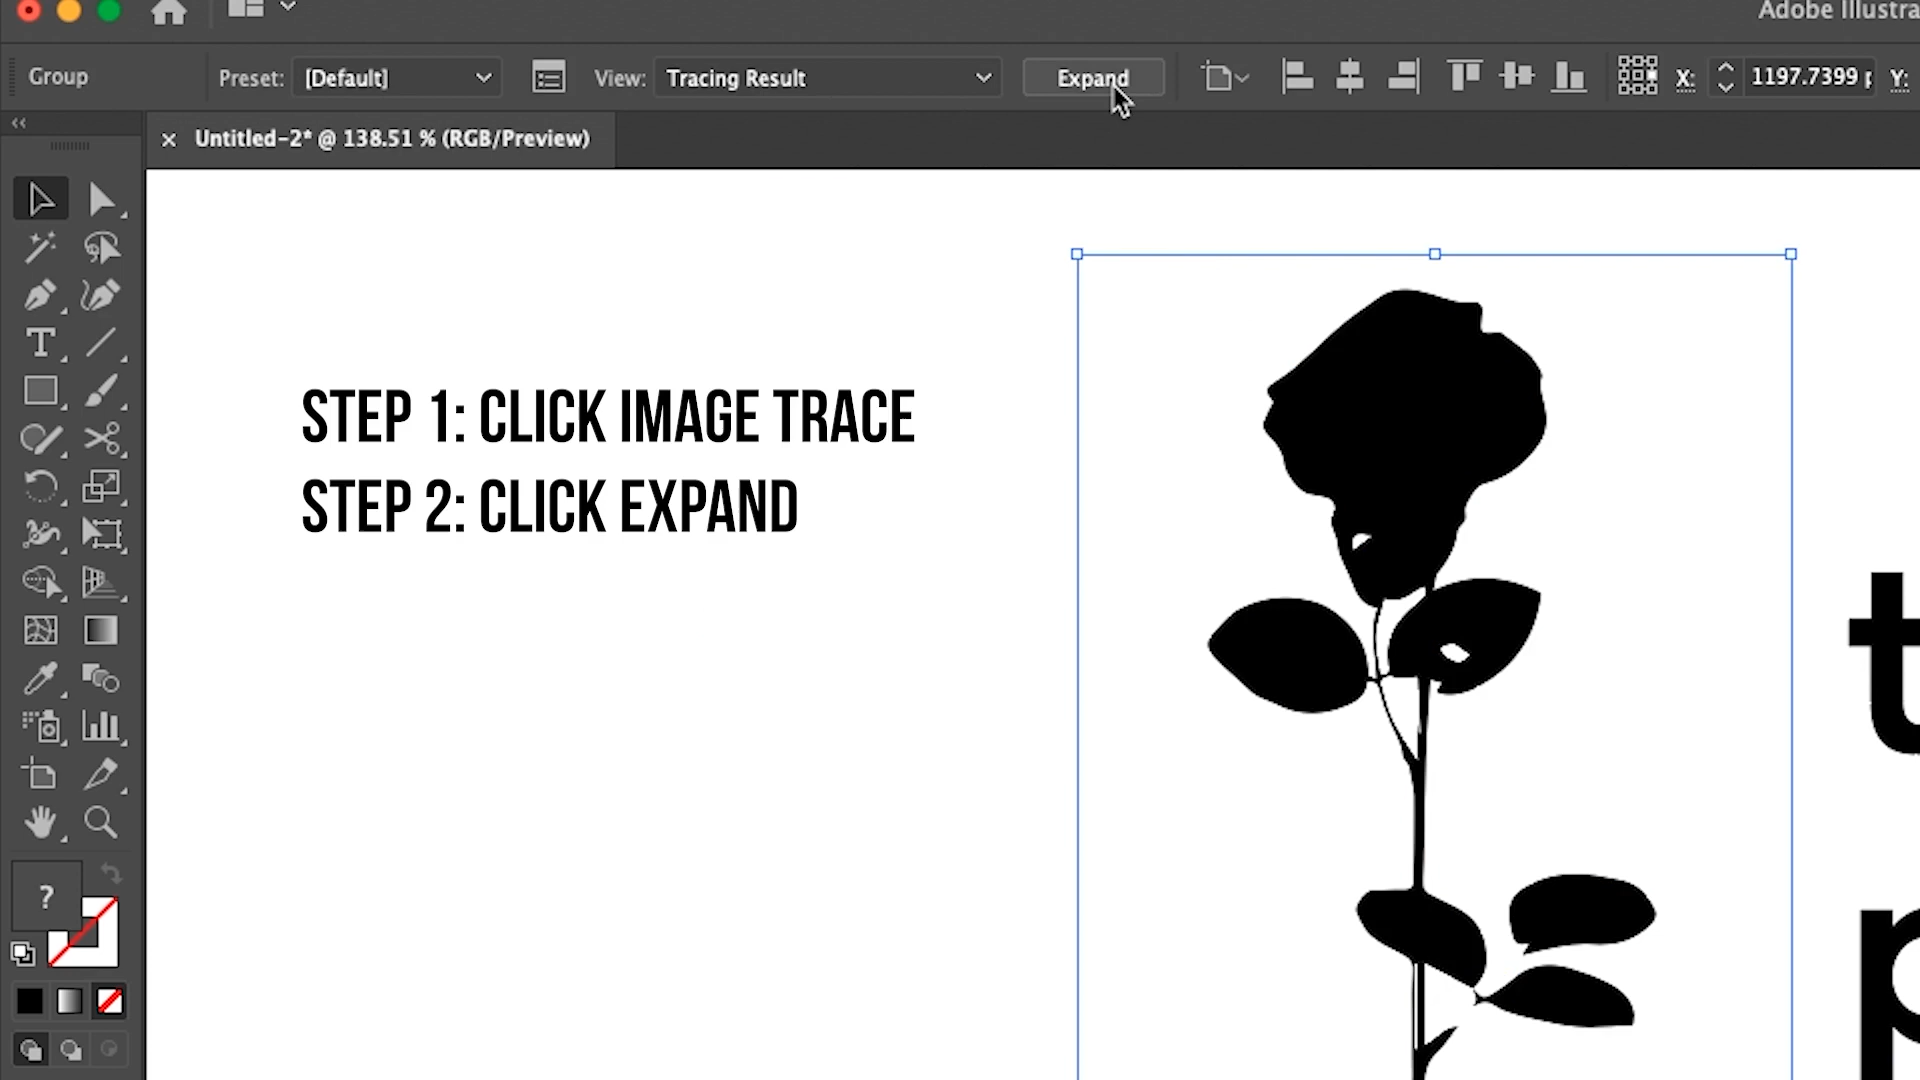 Adobe Illustra
Group
Preset: [Default]
View: Tracing Result
Expand
X: 1197.7399 p
Y:
Untitled-2* @ 138.51 % (RGB/Preview)
STEP 1: CLICK IMAGE TRACE
STEP 2: CLICK EXPAND
t
p
?